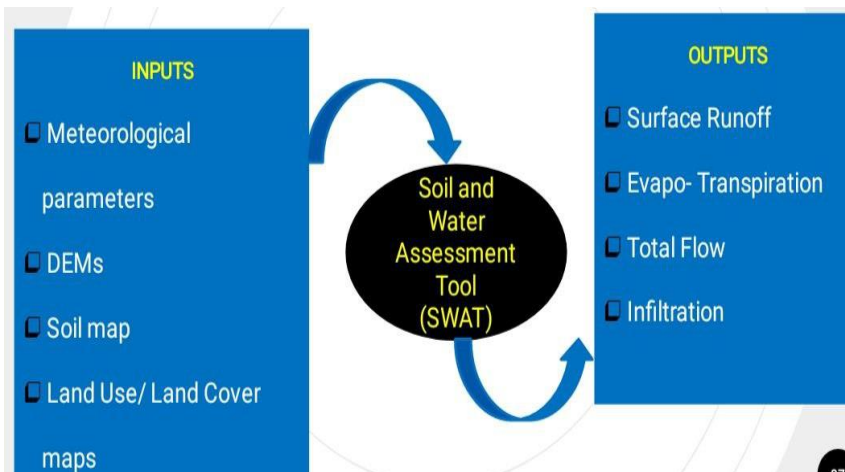 INPUTS
❑ Meteorological
parameters
❑ DEMs
❑ Soil map
❑ Land Use/ Land Cover
maps
Soil and
Water
Assessment
Tool
(SWAT)
OUTPUTS
❑ Surface Runoff
❑ Evapo- Transpiration
❑ Total Flow
❑ Infiltration